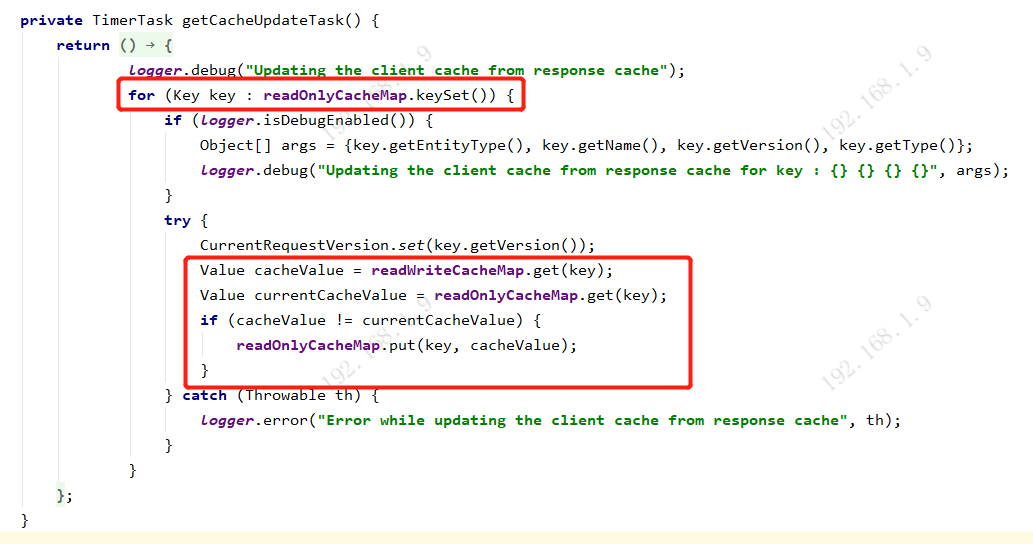 private TimerTask getCacheUpdateTask() {
return () → {
logger.debug("Updating the client cache from response cache");
for (Key key : readOnlyCacheMap.keySet()) {
if (logger.isDebugEnabled()) {
Object[] args = {key.getEntityType(), key.getName(), key.getVersion(), key.getType()};
logger.debug("Updating the client cache from response cache for key : {} {} {} {}", args);
}
try {
CurrentRequestVersion.set(key.getVersion());
Value cacheValue = readWriteCacheMap.get(key);
Value currentCacheValue = readOnlyCacheMap.get(key);
if (cacheValue != currentCacheValue) {
readOnlyCacheMap.put(key, cacheValue);
}
} catch (Throwable th) {
logger.error("Error while updating the client cache from response cache", th);
}
}
};
}
192.168.1.9
192.168.1.9
192.168.1.9
192.168.1.9